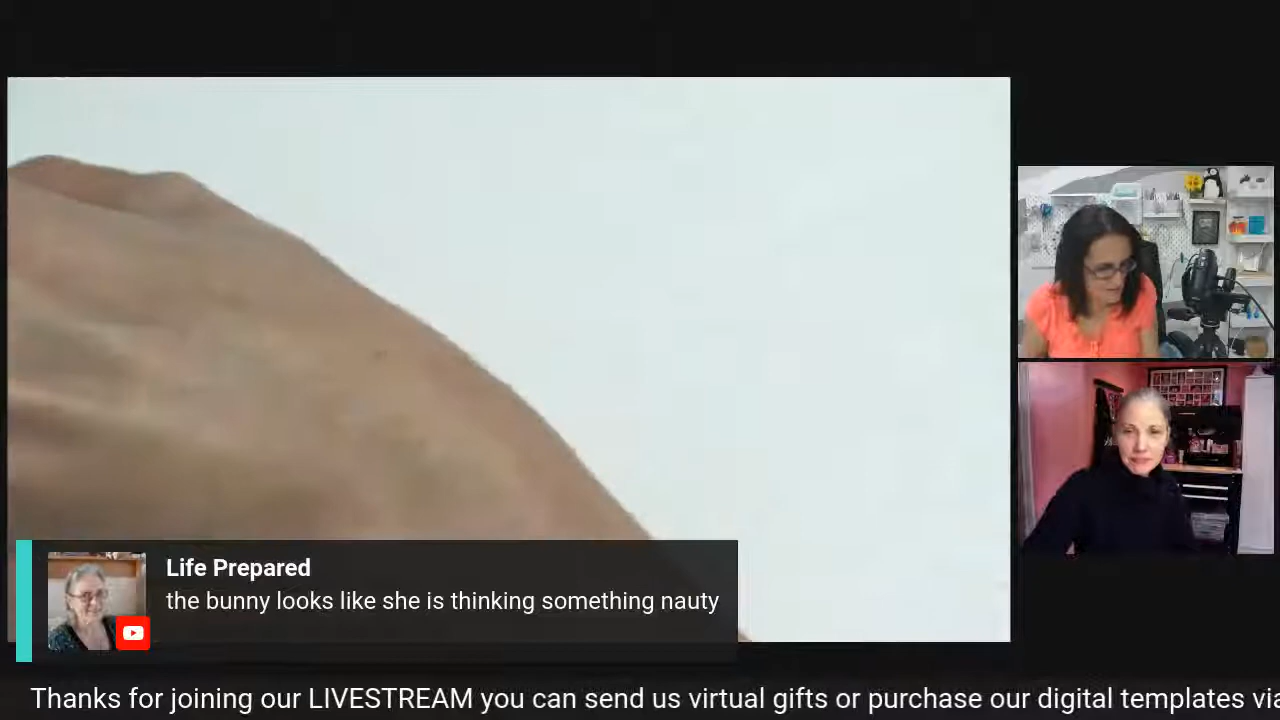 Life Prepared
the bunny looks like she is thinking something nauty
Thanks for joining our LIVESTREAM you can send us virtual gifts or purchase our digital templates via